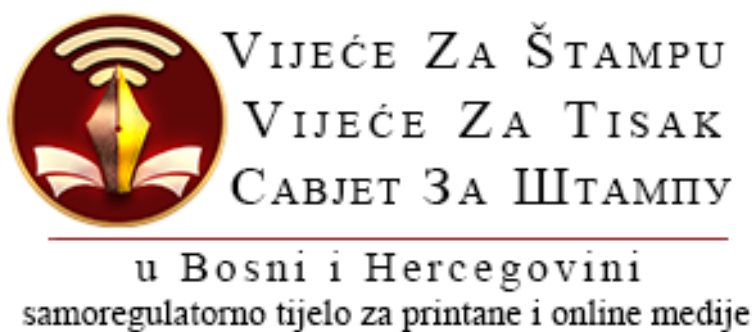 Vijeće Za Štampu
Vijeće Za Tisak
Савјет За Штампу
u Bosni i Hercegovini
samoregulatorno tijelo za printane i online medije